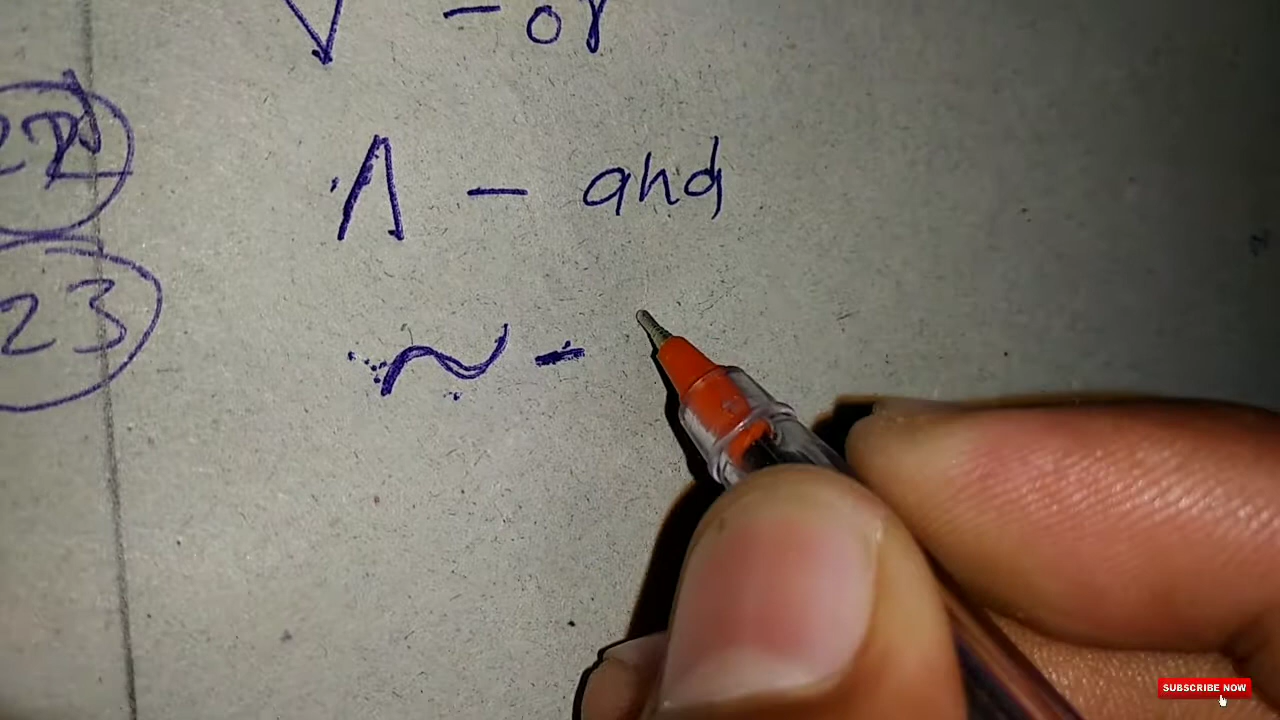 V - or
22
Λ - and
23
~ -
SUBSCRIBE NOW